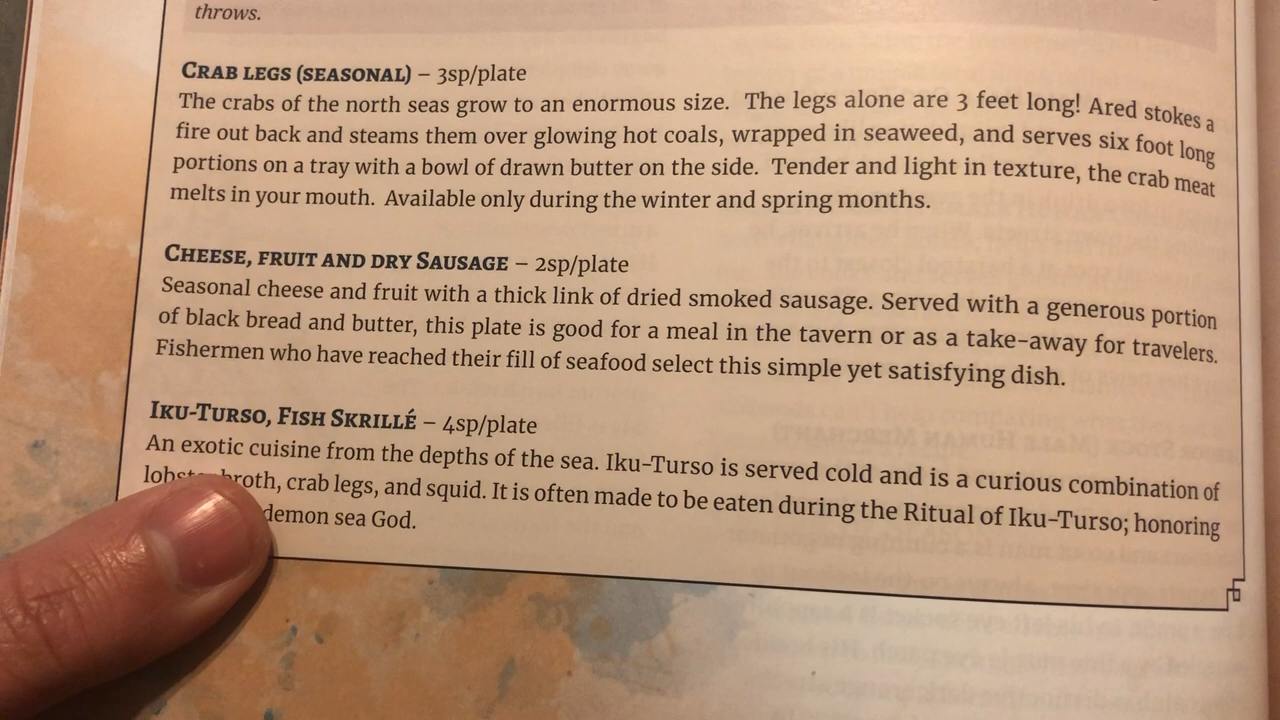 throws.
CRAB LEGS (SEASONAL) – 3sp/plate
The crabs of the north seas grow to an enormous size. The legs alone are 3 feet long! Ared stokes a
fire out back and steams them over glowing hot coals, wrapped in seaweed, and serves six foot long
portions on a tray with a bowl of drawn butter on the side. Tender and light in texture, the crab meat
melts in your mouth. Available only during the winter and spring months.
CHEESE, FRUIT AND DRY SAUSAGE – 2sp/plate
Seasonal cheese and fruit with a thick link of dried smoked sausage. Served with a generous portion
of black bread and butter, this plate is good for a meal in the tavern or as a take-away for travelers.
Fishermen who have reached their fill of seafood select this simple yet satisfying dish.
IKU-TURSO, FISH SKRILLÉ – 4sp/plate
An exotic cuisine from the depths of the sea. Iku-Turso is served cold and is a curious combination of
broth, crab legs, and squid. It is often made to be eaten during the Ritual of Iku-Turso; honoring
demon sea God.